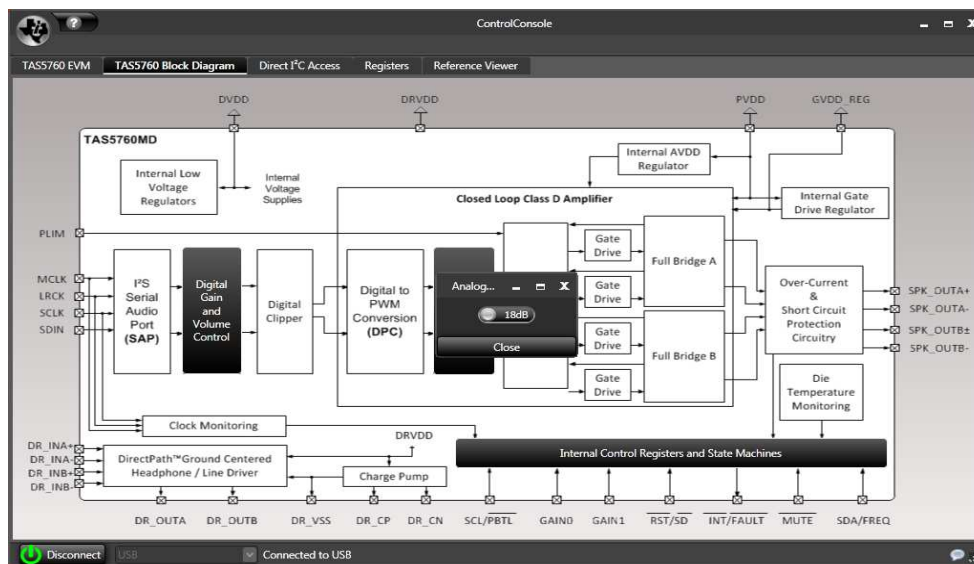 ?
ControlConsole
TAS5760 EVM
TAS5760 Block Diagram
Direct I²C Access
Registers
Reference Viewer
DVDD
DRVDD
PVDD
GVDD_REG
TAS5760MD
Internal Low
Voltage
Regulators
Internal
Voltage
Supplies
Internal AVDD
Regulator
Closed Loop Class D Amplifier
Internal Gate
Drive Regulator
PLIM
MCLK
LRCK
SCLK
SDIN
I²S
Serial
Audio
Port
(SAP)
Digital
Gain
and
Volume
Control
Digital
Clipper
Digital to
PWM
Conversion
(DPC)
Analog...
X
18dB
Close
Gate
Drive
Gate
Drive
Gate
Drive
Gate
Drive
Full Bridge A
Full Bridge B
Over-Current
&
Short Circuit
Protection
Circuitry
SPK_OUTA+
SPK_OUTA-
SPK_OUTB±
SPK_OUTB-
Die
Temperature
Monitoring
Clock Monitoring
DRVDD
DR_INA+
DR_INA-
DR_INB+
DR_INB-
DirectPath™Ground Centered
Headphone / Line Driver
Charge Pump
Internal Control Registers and State Machines
DR_OUTA
DR_OUTB
DR_VSS
DR_CP
DR_CN
SCL/PBTL
GAIN0
GAIN1
RST/SD
INT/FAULT
MUTE
SDA/FREQ
Disconnect
USB
Connected to USB